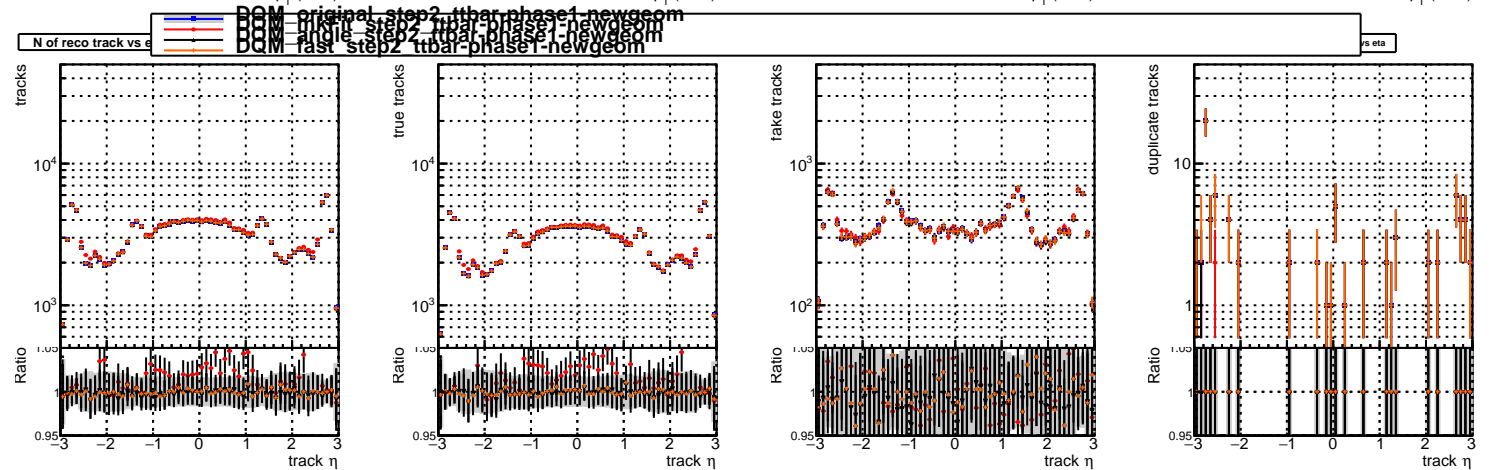 DQM_original_step2_ttbar-phase1-newgeom
DQM_mkFit_step2_ttbar-phase1-newgeom
DQM_angle_step2_ttbar-phase1-newgeom
DQM_fast_step2_ttbar-phase1-newgeom
N of reco track vs e
vs eta
tracks
10⁴
10³
Ratio
1.05
1
0.95
−3 −2 −1 0 1 2 3
track η
true tracks
10⁴
10³
Ratio
1.05
1
0.95
−3 −2 −1 0 1 2 3
track η
fake tracks
10³
10²
Ratio
1.05
1
0.95
−3 −2 −1 0 1 2 3
track η
duplicate tracks
10
1
Ratio
1.05
1
0.95
−3 −2 −1 0 1 2 3
track η